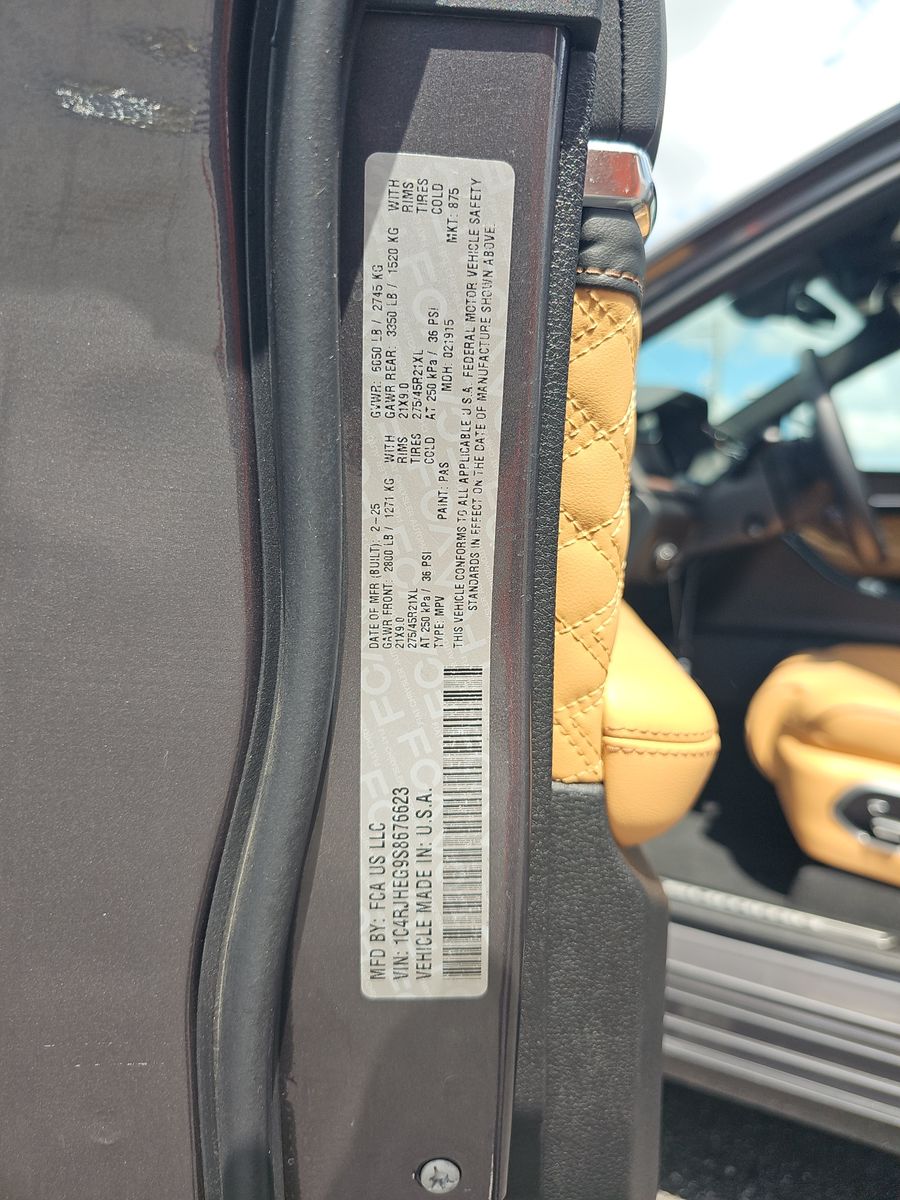 MFD BY: FCA US LLC
VIN: 1C4RJHEG9S8676623
VEHICLE MADE IN: U.S.A.
DATE OF MFR (BUILT): 2-25
GAWR FRONT: 2800 LB / 1271 KG WITH
21X9.0 RIMS
275/45R21XL TIRES
AT 250 kPa / 36 PSI COLD
TYPE: MPV PAINT: PAS
GVWR: 6050 LB / 2745 KG
GAWR REAR: 3350 LB / 1520 KG WITH
21X9.0 RIMS
275/45R21XL TIRES
AT 250 kPa / 36 PSI COLD
MDH: 021915 MKT: 875
THIS VEHICLE CONFORMS TO ALL APPLICABLE U.S.A. FEDERAL MOTOR VEHICLE SAFETY
STANDARDS IN EFFECT ON THE DATE OF MANUFACTURE SHOWN ABOVE.